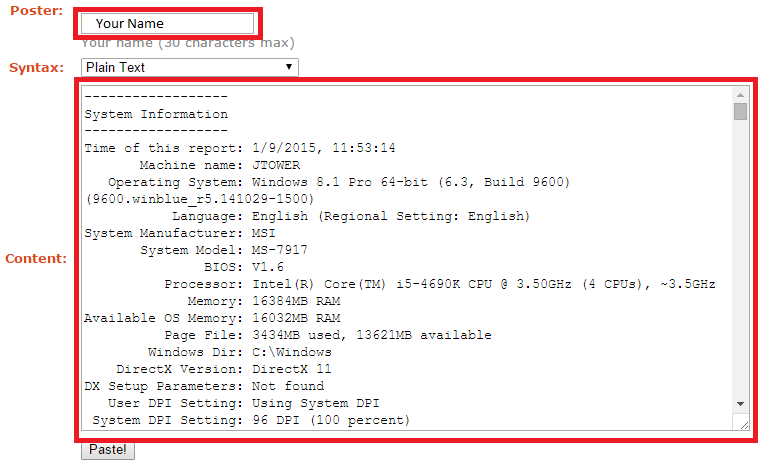 Poster:
Your Name
Your name (30 characters max)
Syntax:
Plain Text
Content:
------------------
System Information
------------------
Time of this report: 1/9/2015, 11:53:14
Machine name: JTOWER
Operating System: Windows 8.1 Pro 64-bit (6.3, Build 9600)
(9600.winblue_r5.141029-1500)
Language: English (Regional Setting: English)
System Manufacturer: MSI
System Model: MS-7917
BIOS: V1.6
Processor: Intel(R) Core(TM) i5-4690K CPU @ 3.50GHz (4 CPUs), ~3.5GHz
Memory: 16384MB RAM
Available OS Memory: 16032MB RAM
Page File: 3434MB used, 13621MB available
Windows Dir: C:\Windows
DirectX Version: DirectX 11
DX Setup Parameters: Not found
User DPI Setting: Using System DPI
System DPI Setting: 96 DPI (100 percent)
Paste!